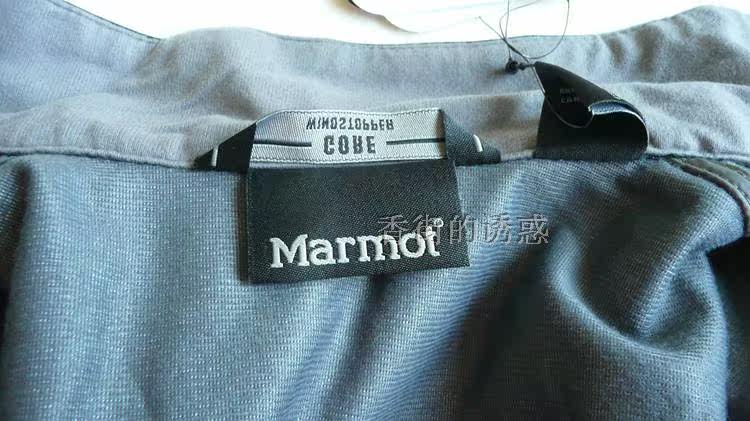 WINDSTOPPER
CORE
Marmot®
香街的诱惑